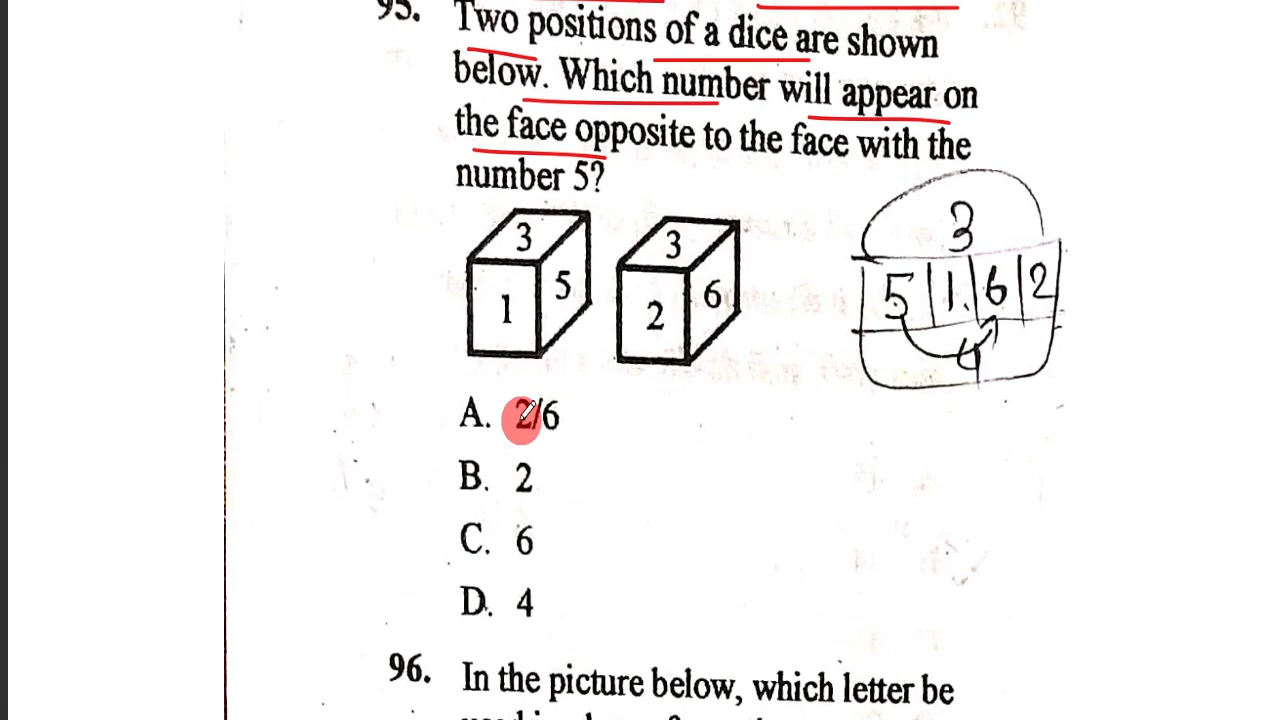 95. Two positions of a dice are shown
below. Which number will appear on
the face opposite to the face with the
number 5?
3
1
5
3
2
6
3
5 1. 6 2
4
A. 2/6
B. 2
C. 6
D. 4
96. In the picture below, which letter be